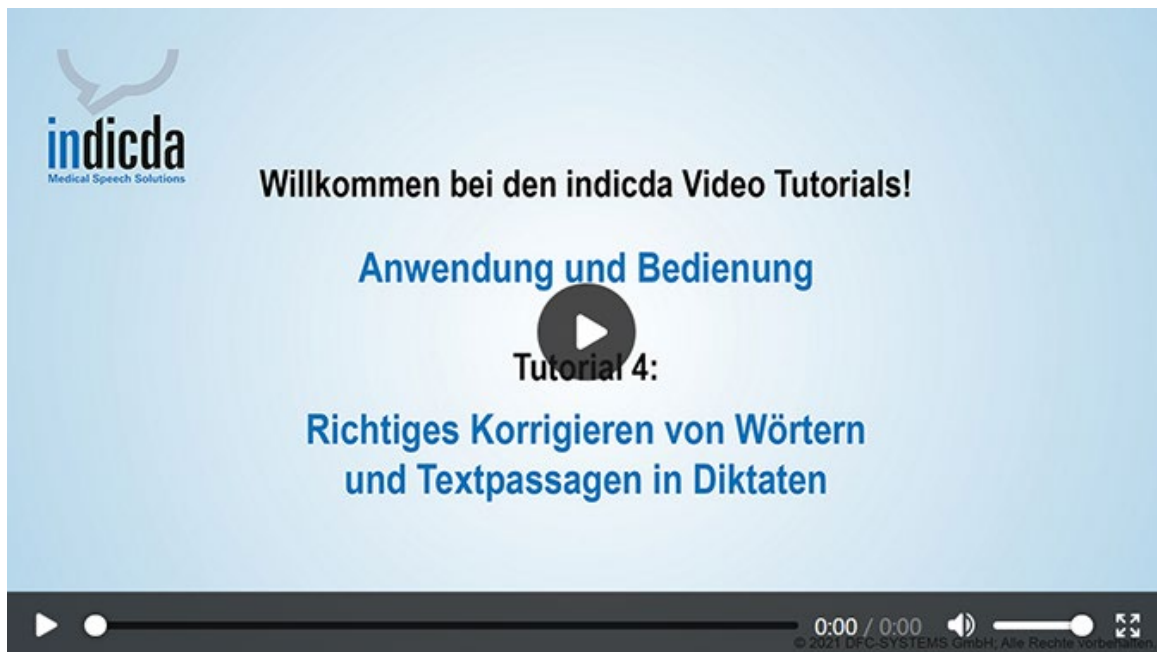 indicda
Medical Speech Solutions
Willkommen bei den indicda Video Tutorials!
Anwendung und Bedienung
Tutorial 4:
Richtiges Korrigieren von Wörtern
und Textpassagen in Diktaten
0:00 / 0:00
© 2021 DFC-SYSTEMS GmbH; Alle Rechte vorbehalten.